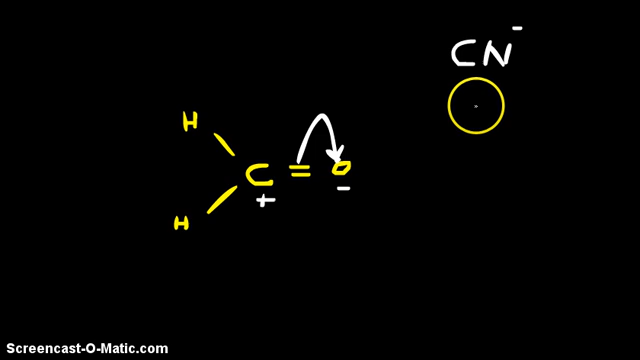 CN⁻
H
C = O
+ −
H
Screencast-O-Matic.com